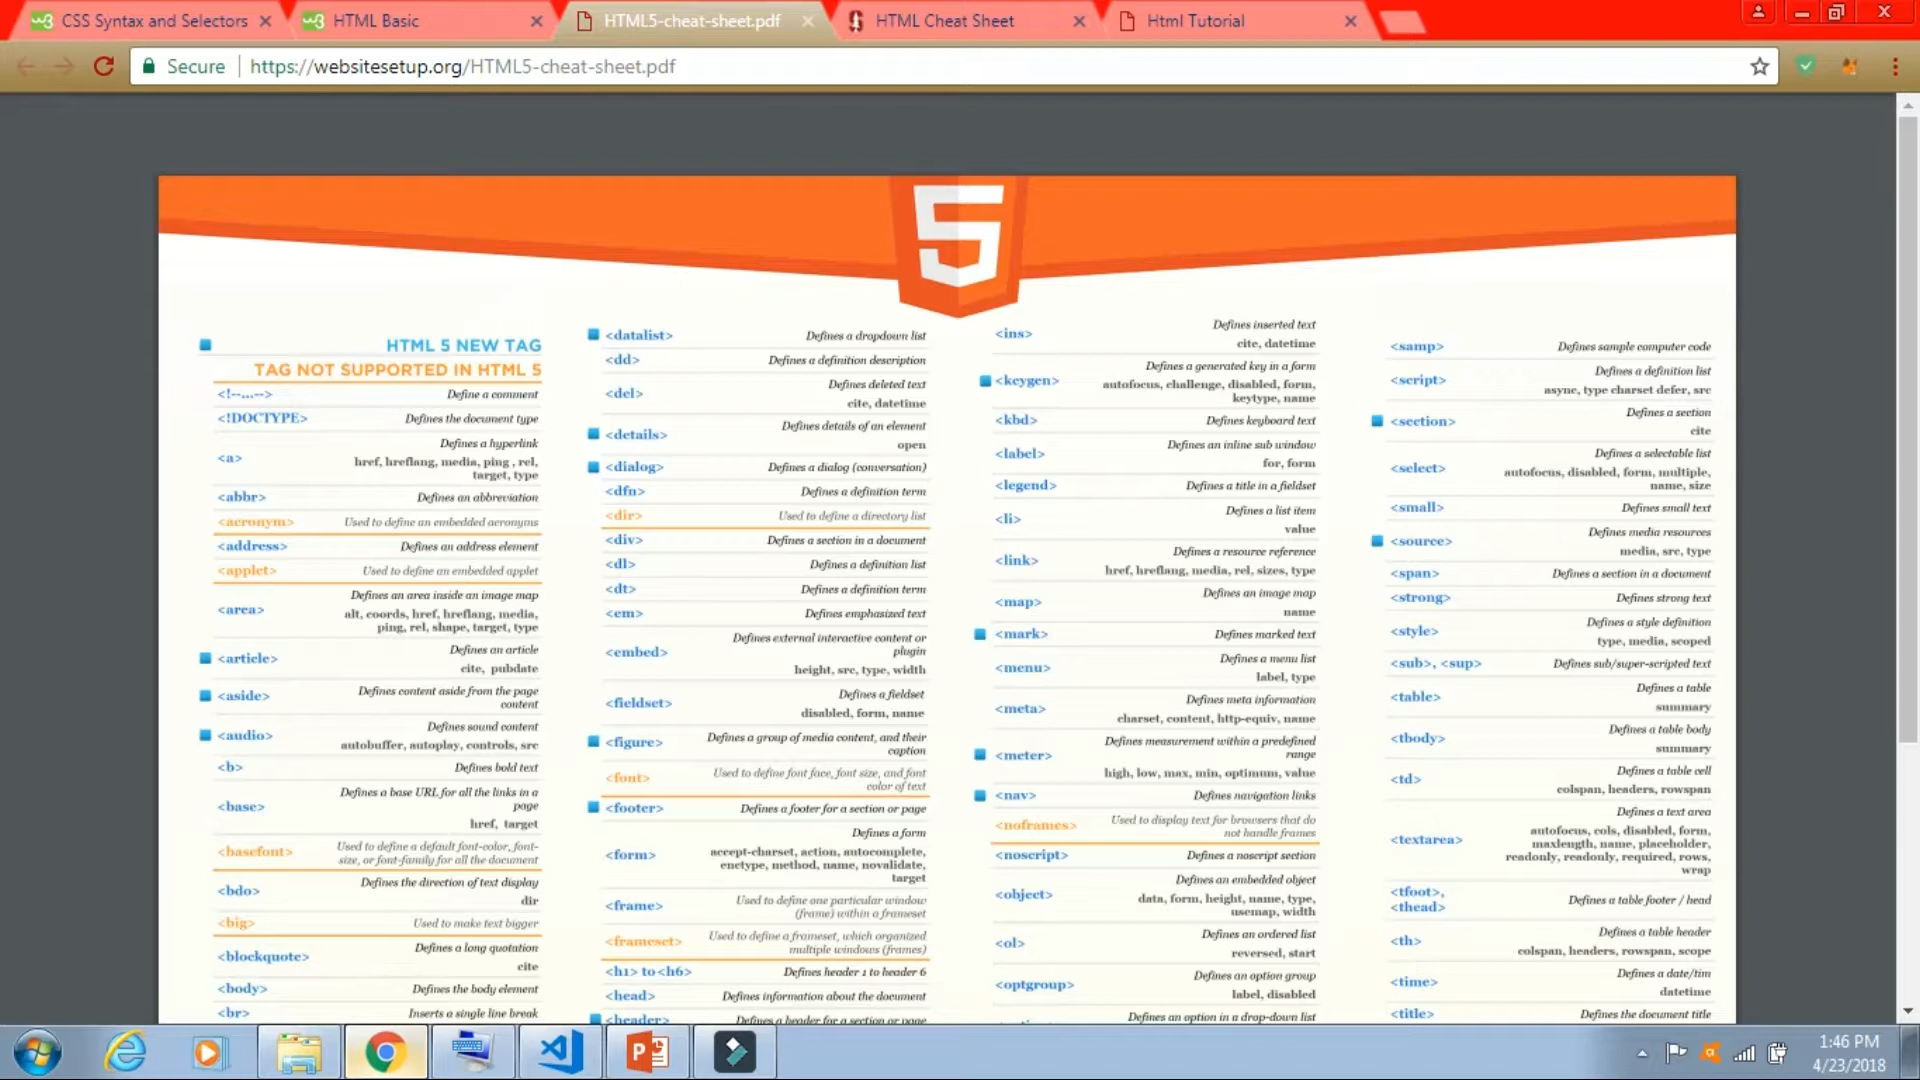 CSS Syntax and Selectors
HTML Basic
HTML5-cheat-sheet.pdf
HTML Cheat Sheet
Html Tutorial
Secure
https://websitesetup.org/HTML5-cheat-sheet.pdf
5
HTML 5 NEW TAG
TAG NOT SUPPORTED IN HTML 5
<!--...--> Define a comment
<!DOCTYPE> Defines the document type
<a> Defines a hyperlink
href, hreflang, media, ping , rel,
target, type
<abbr> Defines an abbreviation
<acronym> Used to define an embedded acronyms
<address> Defines an address element
<applet> Used to define an embedded applet
<area> Defines an area inside an image map
alt, coords, href, hreflang, media,
ping, rel, shape, target, type
<article> Defines an article
cite, pubdate
<aside> Defines content aside from the page
content
<audio> Defines sound content
autobuffer, autoplay, controls, src
<b> Defines bold text
<base> Defines a base URL for all the links in a
page
href, target
<basefont> Used to define a default font-color, font-
size, or font-family for all the document
<bdo> Defines the direction of text display
dir
<big> Used to make text bigger
<blockquote> Defines a long quotation
cite
<body> Defines the body element
<br> Inserts a single line break
<datalist> Defines a dropdown list
<dd> Defines a definition description
<del> Defines deleted text
cite, datetime
<details> Defines details of an element
open
<dialog> Defines a dialog (conversation)
<dfn> Defines a definition term
<dir> Used to define a directory list
<div> Defines a section in a document
<dl> Defines a definition list
<dt> Defines a definition term
<em> Defines emphasized text
<embed> Defines external interactive content or
plugin
height, src, type, width
<fieldset> Defines a fieldset
disabled, form, name
<figure> Defines a group of media content, and their
caption
<font> Used to define font face, font size, and font
color of text
<footer> Defines a footer for a section or page
<form> Defines a form
accept-charset, action, autocomplete,
enctype, method, name, novalidate,
target
<frame> Used to define one particular window
(frame) within a frameset
<frameset> Used to define a frameset, which organized
multiple windows (frames)
<h1> to <h6> Defines header 1 to header 6
<head> Defines information about the document
<header> Defines a header for a section or page
<ins> Defines inserted text
cite, datetime
<keygen> Defines a generated key in a form
autofocus, challenge, disabled, form,
keytype, name
<kbd> Defines keyboard text
<label> Defines an inline sub window
for, form
<legend> Defines a title in a fieldset
<li> Defines a list item
value
<link> Defines a resource reference
href, hreflang, media, rel, sizes, type
<map> Defines an image map
name
<mark> Defines marked text
<menu> Defines a menu list
label, type
<meta> Defines meta information
charset, content, http-equiv, name
<meter> Defines measurement within a predefined
range
high, low, max, min, optimum, value
<nav> Defines navigation links
<noframes> Used to display text for browsers that do
not handle frames
<noscript> Defines a noscript section
<object> Defines an embedded object
data, form, height, name, type,
usemap, width
<ol> Defines an ordered list
reversed, start
<optgroup> Defines an option group
label, disabled
Defines an option in a drop-down list
<samp> Defines sample computer code
<script> Defines a definition list
async, type charset defer, src
<section> Defines a section
cite
<select> Defines a selectable list
autofocus, disabled, form, multiple,
name, size
<small> Defines small text
<source> Defines media resources
media, src, type
<span> Defines a section in a document
<strong> Defines strong text
<style> Defines a style definition
type, media, scoped
<sub>, <sup> Defines sub/super-scripted text
<table> Defines a table
summary
<tbody> Defines a table body
summary
<td> Defines a table cell
colspan, headers, rowspan
<textarea> Defines a text area
autofocus, cols, disabled, form,
maxlength, name, placeholder,
readonly, readonly, required, rows,
wrap
<tfoot>,
<thead> Defines a table footer / head
<th> Defines a table header
colspan, headers, rowspan, scope
<time> Defines a date/tim
datetime
<title> Defines the document title
1:46 PM
4/23/2018